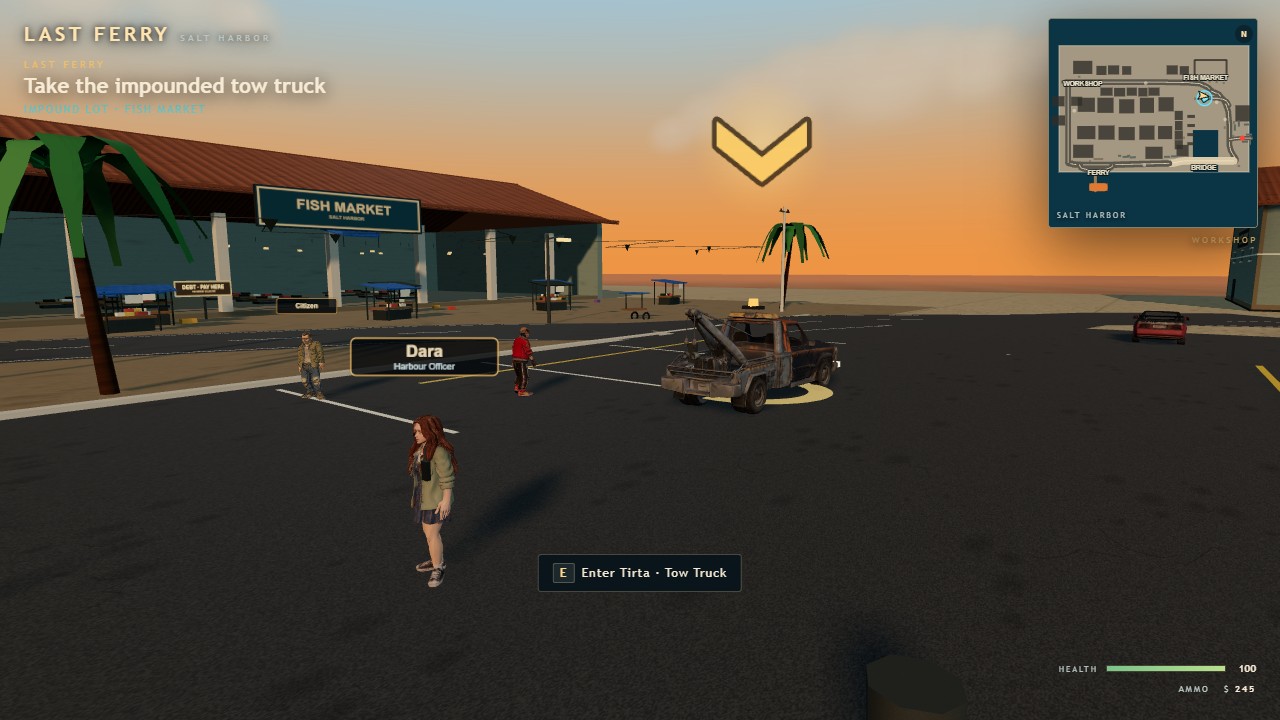 LAST FERRY SALT HARBOR
LAST FERRY
Take the impounded tow truck
IMPOUND LOT · FISH MARKET
N
WORKSHOP
FISH MARKET
BRIDGE
FERRY
SALT HARBOR
WORKSHOP
FISH MARKET
SALT HARBOR
DEBT - PAY HERE
Citizen
Dara
Harbour Officer
E Enter Tirta · Tow Truck
HEALTH 100
AMMO $ 245